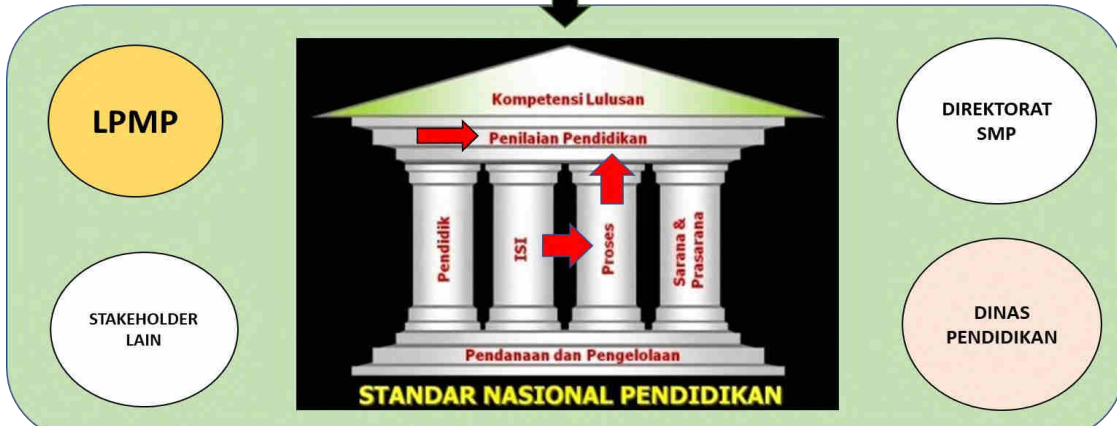 LPMP
STAKEHOLDER
LAIN
Kompetensi Lulusan
Penilaian Pendidikan
Pendidik
ISI
Proses
Sarana &
Prasarana
Pendanaan dan Pengelolaan
STANDAR NASIONAL PENDIDIKAN
DIREKTORAT
SMP
DINAS
PENDIDIKAN